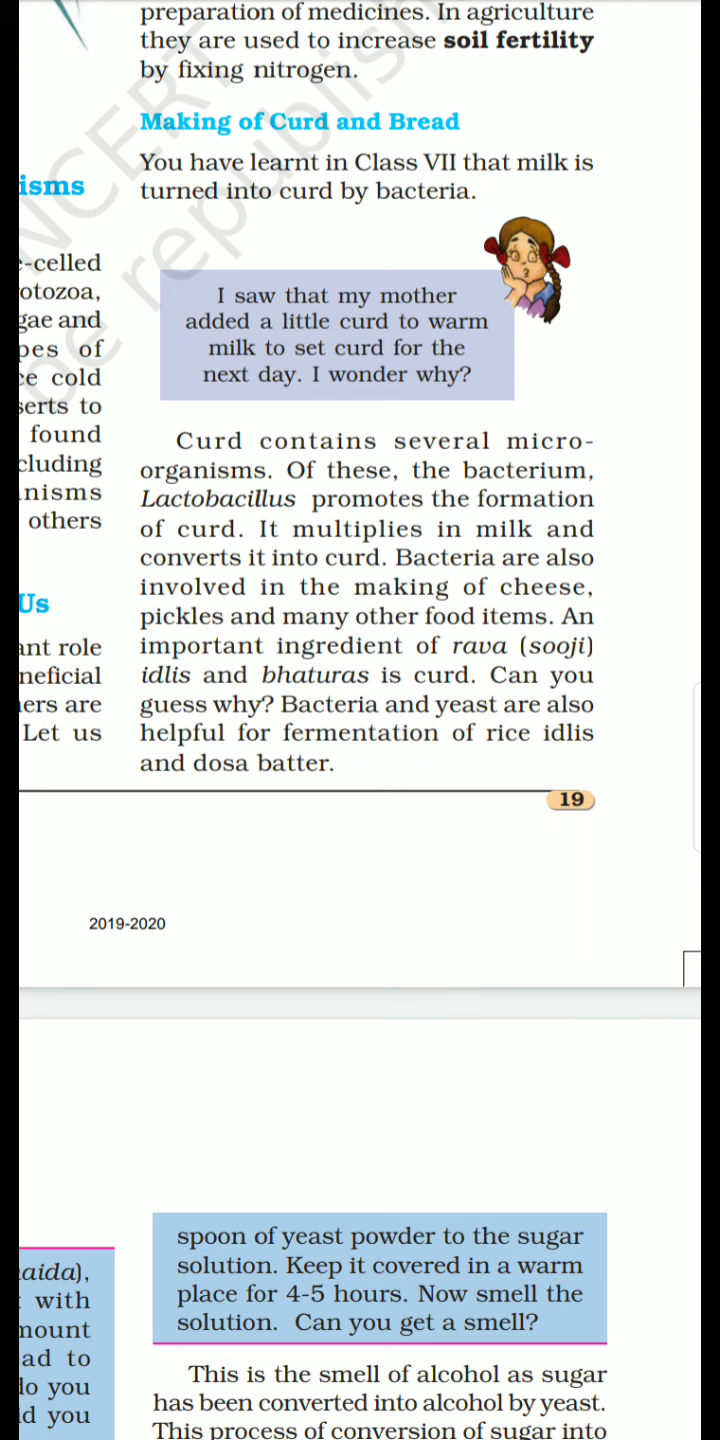 preparation of medicines. In agriculture
they are used to increase soil fertility
by fixing nitrogen.
Making of Curd and Bread
You have learnt in Class VII that milk is
turned into curd by bacteria.
I saw that my mother
added a little curd to warm
milk to set curd for the
next day. I wonder why?
Curd contains several micro-
organisms. Of these, the bacterium,
Lactobacillus promotes the formation
of curd. It multiplies in milk and
converts it into curd. Bacteria are also
involved in the making of cheese,
pickles and many other food items. An
important ingredient of rava (sooji)
idlis and bhaturas is curd. Can you
guess why? Bacteria and yeast are also
helpful for fermentation of rice idlis
and dosa batter.
isms
-celled
otozoa,
gae and
pes of
e cold
serts to
found
cluding
nisms
others
Us
ant role
neficial
ers are
Let us
19
2019-2020
aida),
with
mount
ad to
do you
id you
spoon of yeast powder to the sugar
solution. Keep it covered in a warm
place for 4-5 hours. Now smell the
solution. Can you get a smell?
This is the smell of alcohol as sugar
has been converted into alcohol by yeast.
This process of conversion of sugar into
NCERT
be republish